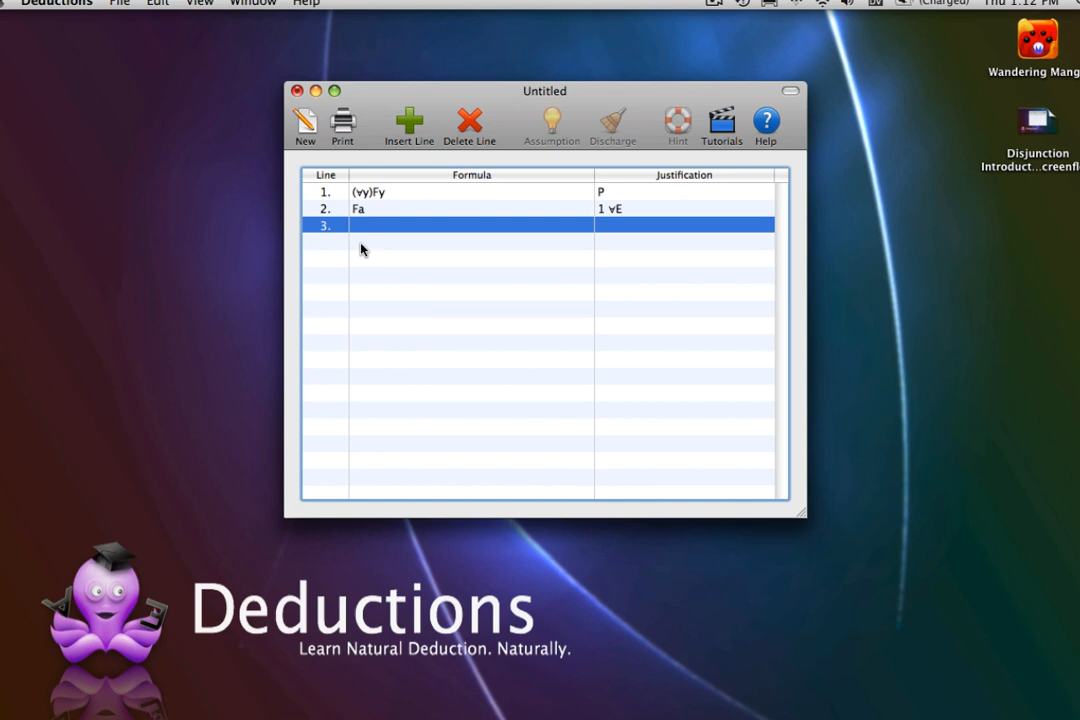 Deductions File Edit View Window Help (Charged) Thu 1:12 PM
Wandering Mang
Disjunction
Introduct...creenfl
Untitled
New Print Insert Line Delete Line Assumption Discharge Hint Tutorials Help
Line Formula Justification
1. (∀y)Fy P
2. Fa 1 ∀E
3.
Deductions
Learn Natural Deduction. Naturally.